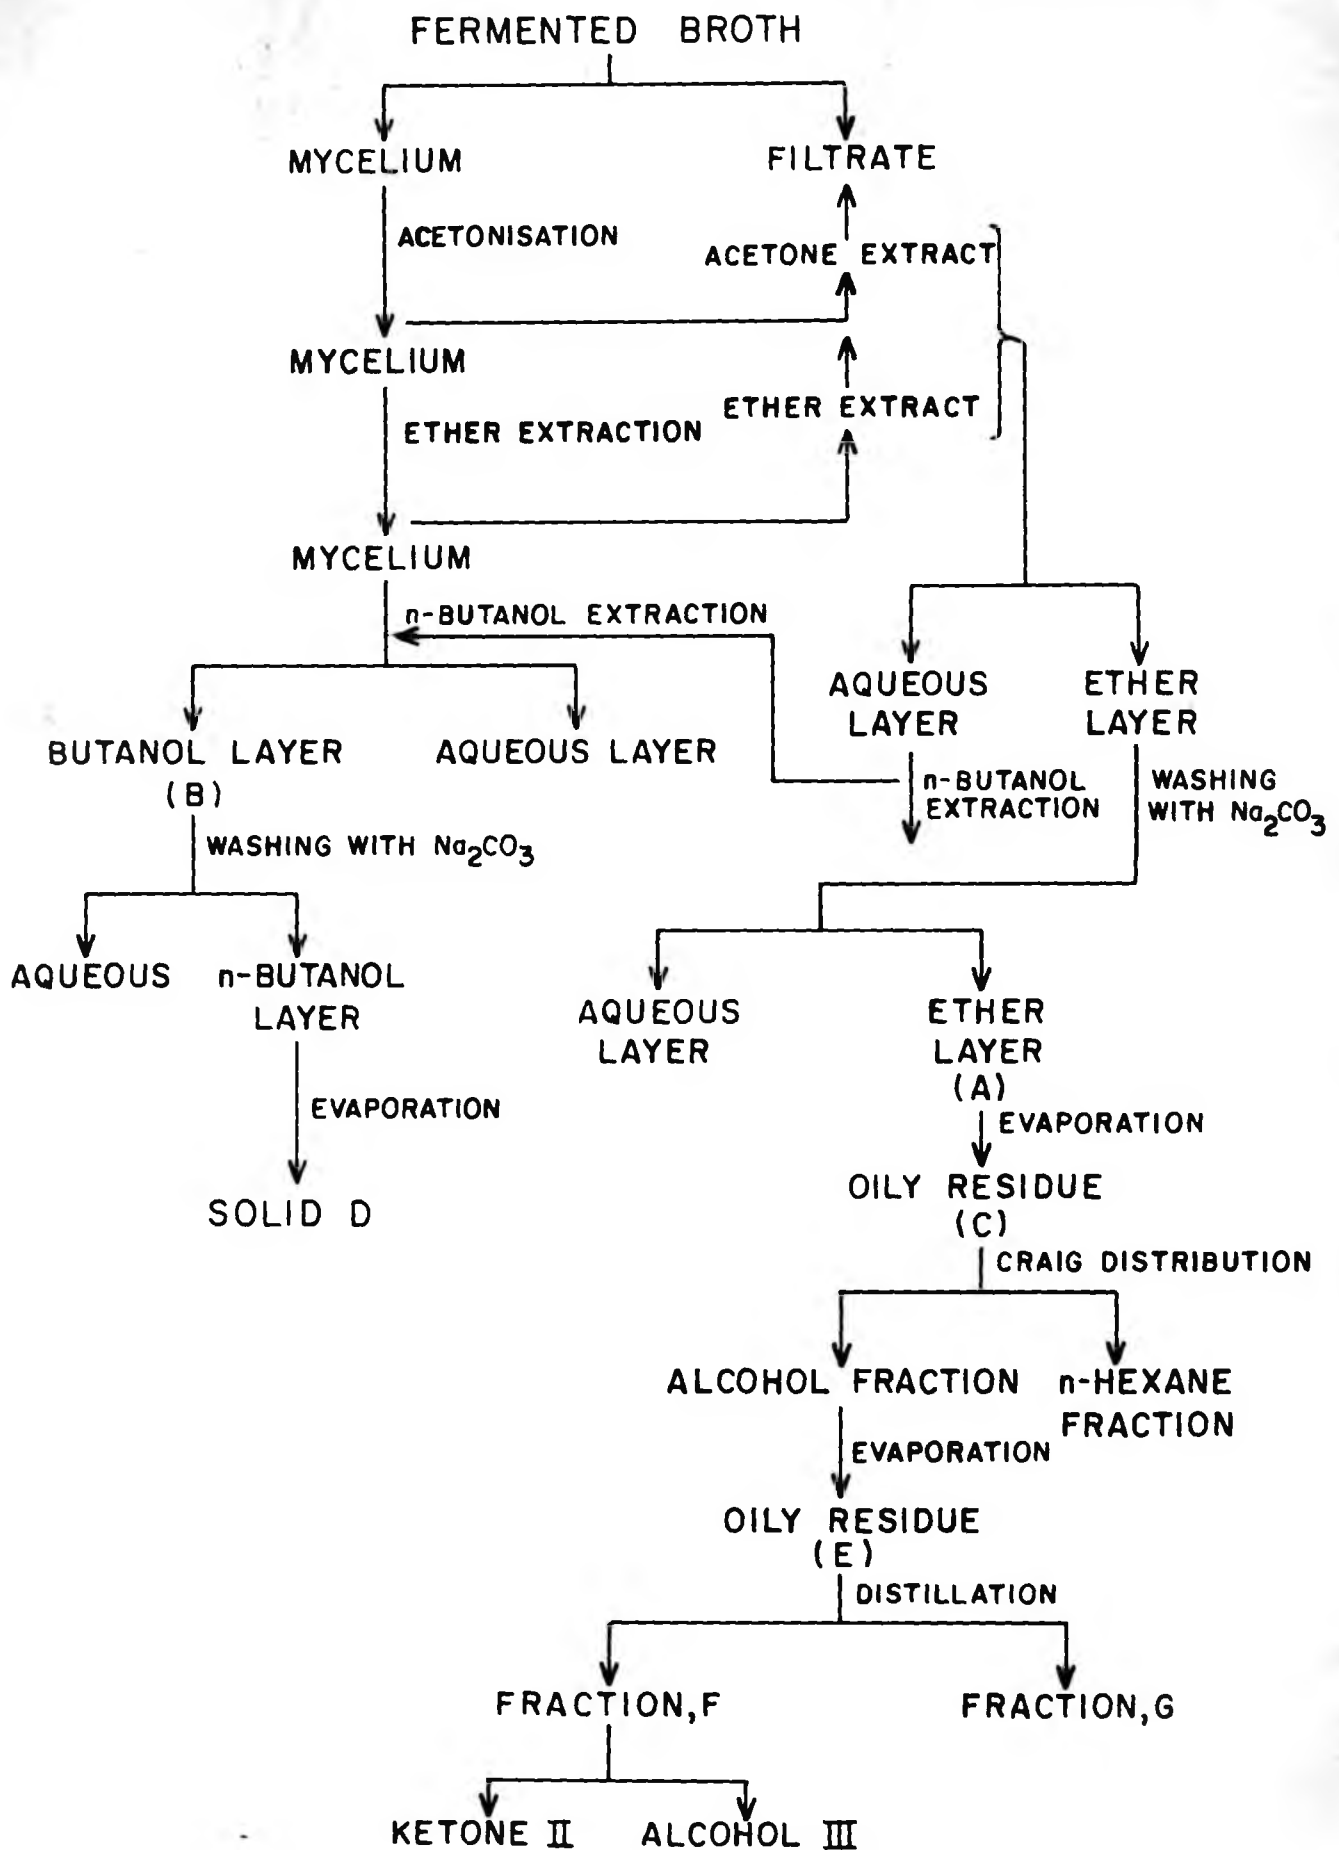 FERMENTED BROTH
MYCELIUM
FILTRATE
ACETONISATION
ACETONE EXTRACT
MYCELIUM
ETHER EXTRACT
ETHER EXTRACTION
MYCELIUM
n-BUTANOL EXTRACTION
AQUEOUS
LAYER
ETHER
LAYER
BUTANOL LAYER
(B)
AQUEOUS LAYER
n-BUTANOL
EXTRACTION
WASHING
WITH Na₂CO₃
WASHING WITH Na₂CO₃
AQUEOUS
n-BUTANOL
LAYER
AQUEOUS
LAYER
ETHER
LAYER
(A)
EVAPORATION
EVAPORATION
SOLID D
OILY RESIDUE
(C)
CRAIG DISTRIBUTION
ALCOHOL FRACTION
n-HEXANE
FRACTION
EVAPORATION
OILY RESIDUE
(E)
DISTILLATION
FRACTION,F
FRACTION,G
KETONE II
ALCOHOL III